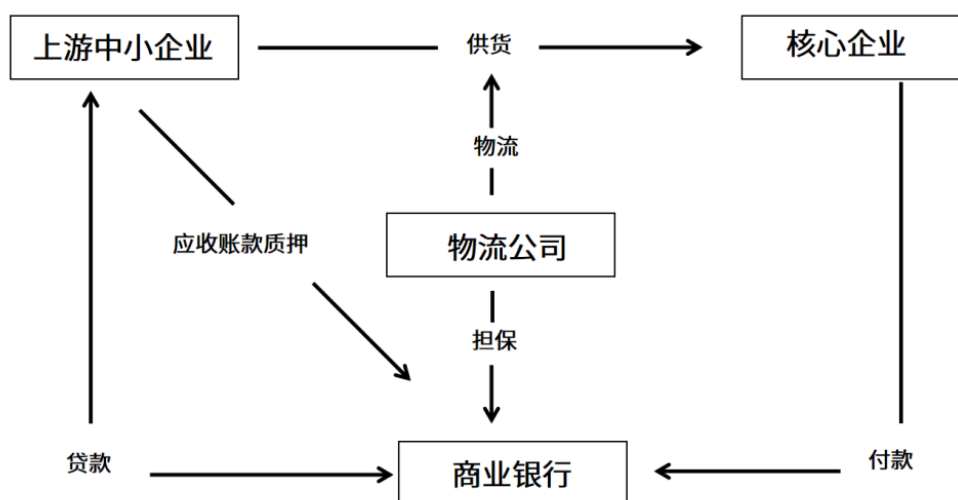 上游中小企业
供货
核心企业
物流
应收账款质押
物流公司
担保
贷款
商业银行
付款